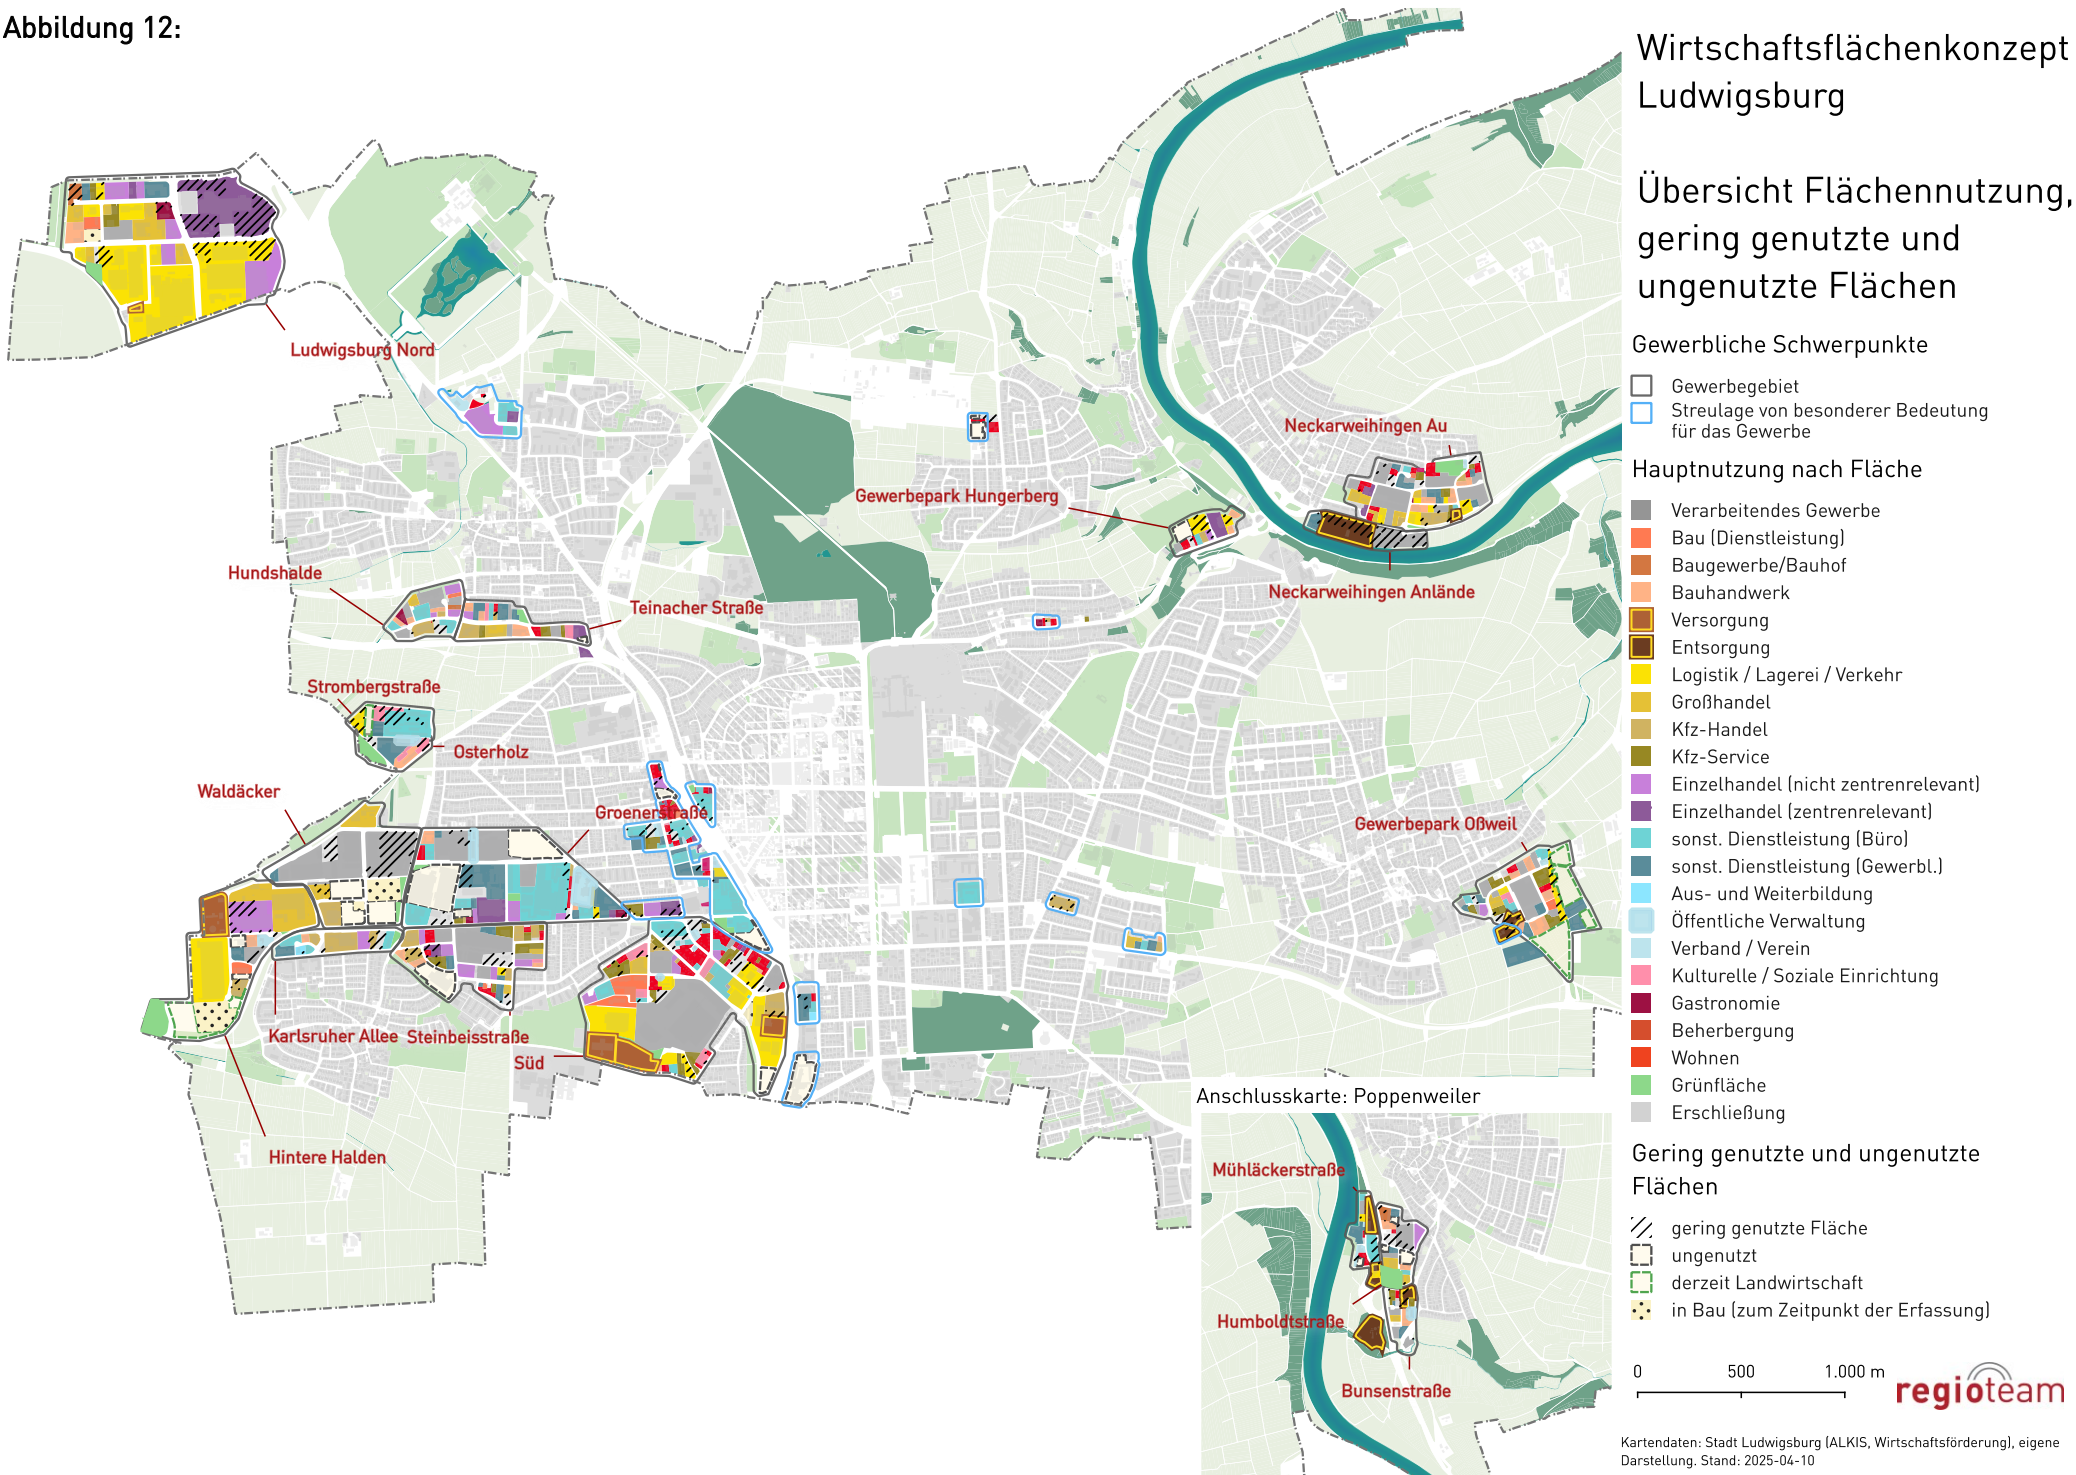 Abbildung 12:
Wirtschaftsflächenkonzept
Ludwigsburg
Übersicht Flächennutzung,
gering genutzte und
ungenutzte Flächen
Gewerbliche Schwerpunkte
Gewerbegebiet
Streulage von besonderer Bedeutung
für das Gewerbe
Hauptnutzung nach Fläche
Verarbeitendes Gewerbe
Bau (Dienstleistung)
Baugewerbe/Bauhof
Bauhandwerk
Versorgung
Entsorgung
Logistik / Lagerei / Verkehr
Großhandel
Kfz-Handel
Kfz-Service
Einzelhandel (nicht zentrenrelevant)
Einzelhandel (zentrenrelevant)
sonst. Dienstleistung (Büro)
sonst. Dienstleistung (Gewerbl.)
Aus- und Weiterbildung
Öffentliche Verwaltung
Verband / Verein
Kulturelle / Soziale Einrichtung
Gastronomie
Beherbergung
Wohnen
Grünfläche
Erschließung
Gering genutzte und ungenutzte
Flächen
gering genutzte Fläche
ungenutzt
derzeit Landwirtschaft
in Bau (zum Zeitpunkt der Erfassung)
0 500 1.000 m
regioteam
Kartendaten: Stadt Ludwigsburg (ALKIS, Wirtschaftsförderung), eigene
Darstellung. Stand: 2025-04-10
Ludwigsburg Nord
Neckarweihingen Au
Gewerbepark Hungerberg
Hundshalde
Teinacher Straße
Neckarweihingen Anlände
Strombergstraße
Osterholz
Waldäcker
Groenerstraße
Gewerbepark Oßweil
Karlsruher Allee
Steinbeisstraße
Süd
Hintere Halden
Anschlusskarte: Poppenweiler
Mühläckerstraße
Humboldtstraße
Bunsenstraße